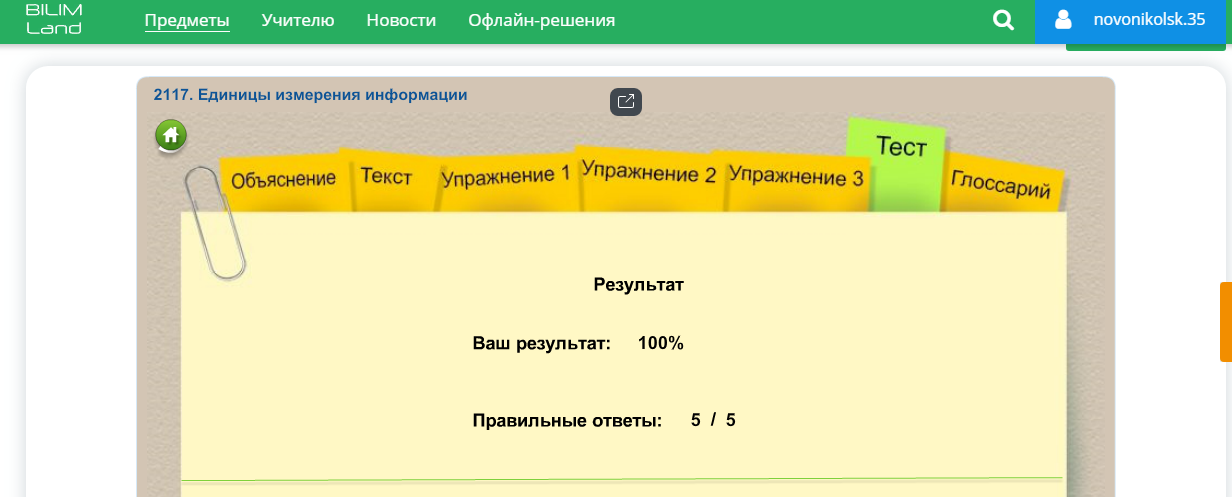 BILIM
Land
Предметы
Учителю
Новости
Офлайн-решения
novonikolsk.35
2117. Единицы измерения информации
Объяснение
Текст
Упражнение 1
Упражнение 2
Упражнение 3
Тест
Глоссарий
Результат
Ваш результат: 100%
Правильные ответы: 5 / 5